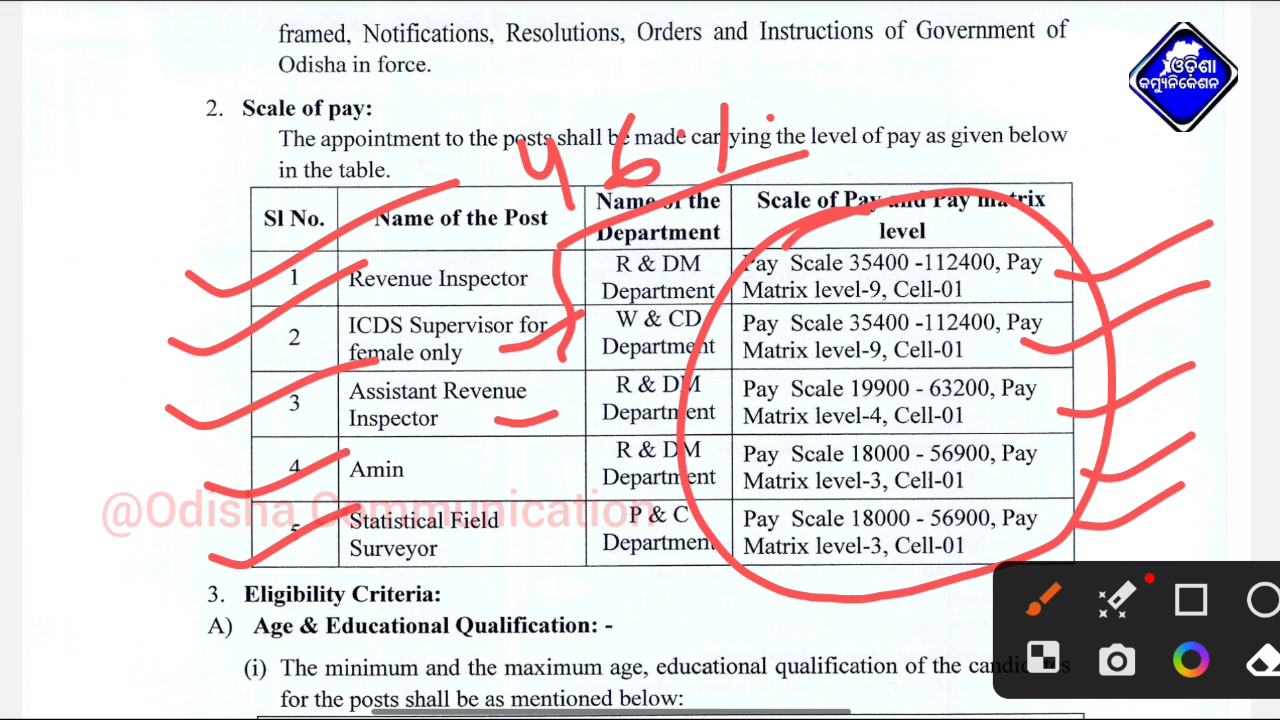 framed, Notifications, Resolutions, Orders and Instructions of Government of
Odisha in force.
ଓଡ଼ିଶା
କମ୍ୟୁନିକେଶନ
2. Scale of pay:
The appointment to the posts shall be made carrying the level of pay as given below
in the table.
461
Sl No. Name of the Post Name of the Department Scale of Pay and Pay matrix level
1 Revenue Inspector R & DM Department Pay Scale 35400 -112400, Pay Matrix level-9, Cell-01
2 ICDS Supervisor for female only W & CD Department Pay Scale 35400 -112400, Pay Matrix level-9, Cell-01
3 Assistant Revenue Inspector R & DM Department Pay Scale 19900 - 63200, Pay Matrix level-4, Cell-01
4 Amin R & DM Department Pay Scale 18000 - 56900, Pay Matrix level-3, Cell-01
@Odisha Communication
5 Statistical Field Surveyor P & C Department Pay Scale 18000 - 56900, Pay Matrix level-3, Cell-01
3. Eligibility Criteria:
A) Age & Educational Qualification: -
(i) The minimum and the maximum age, educational qualification of the candidates
for the posts shall be as mentioned below: